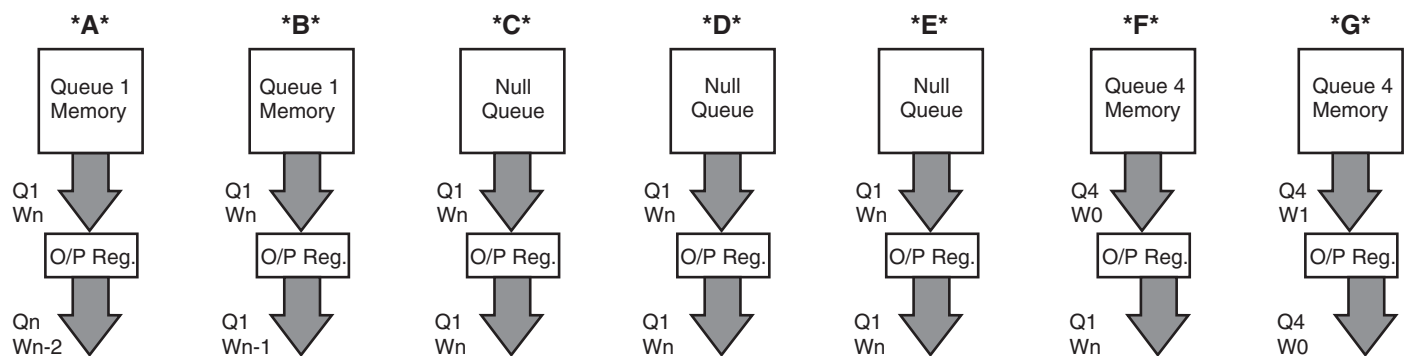 *A* *B* *C* *D* *E* *F* *G*
Queue 1 Memory
Queue 1 Memory
Null Queue
Null Queue
Null Queue
Queue 4 Memory
Queue 4 Memory
Q1 Wn
Q1 Wn
Q1 Wn
Q1 Wn
Q1 Wn
Q4 W0
Q4 W1
O/P Reg. O/P Reg. O/P Reg. O/P Reg. O/P Reg. O/P Reg. O/P Reg.
Qn Wn-2
Q1 Wn-1
Q1 Wn
Q1 Wn
Q1 Wn
Q1 Wn
Q4 W0